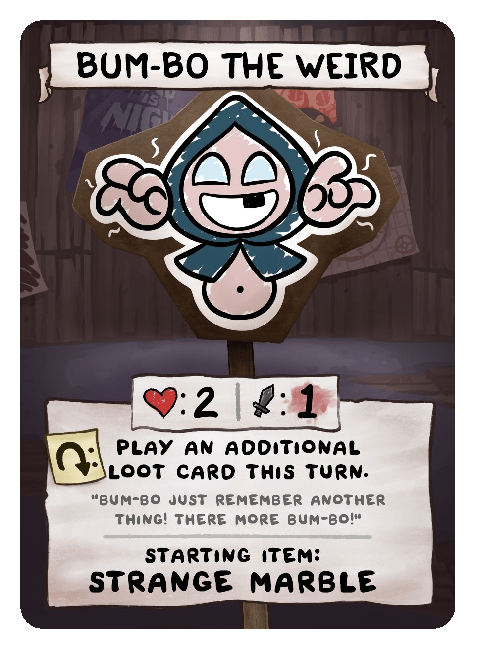 BUM-BO THE WEIRD
2 1
PLAY AN ADDITIONAL
LOOT CARD THIS TURN.
"BUM-BO JUST REMEMBER ANOTHER
THING! THERE MORE BUM-BO!"
STARTING ITEM:
STRANGE MARBLE